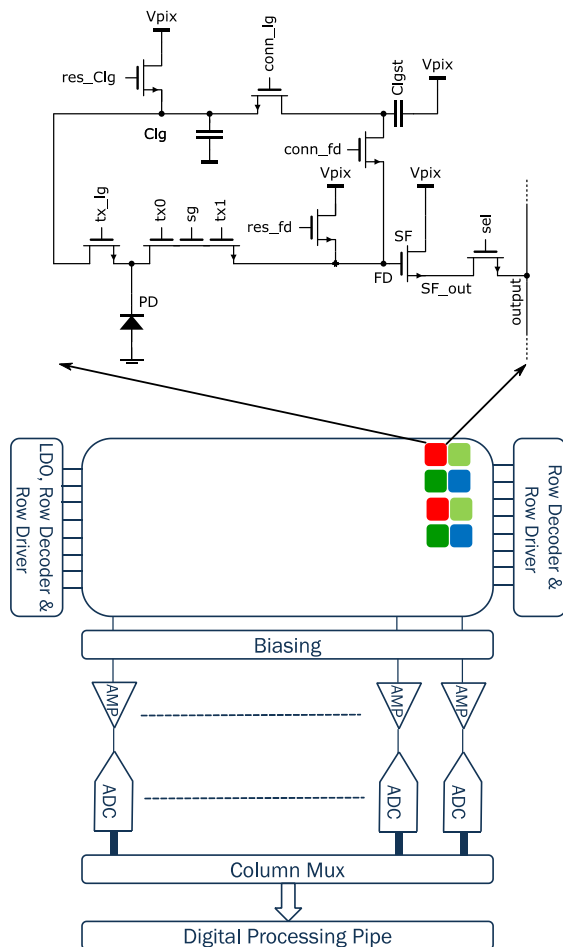 Vpix
conn_lg
res_Clg
Clgst
Vpix
Clg
conn_fd
Vpix
Vpix
tx_lg
tx0
sg
tx1
res_fd
SF
sel
FD
SF_out
PD
output
LDO, Row Decoder &
Row Driver
Row Decoder &
Row Driver
Biasing
AMP
AMP
AMP
ADC
ADC
ADC
Column Mux
Digital Processing Pipe